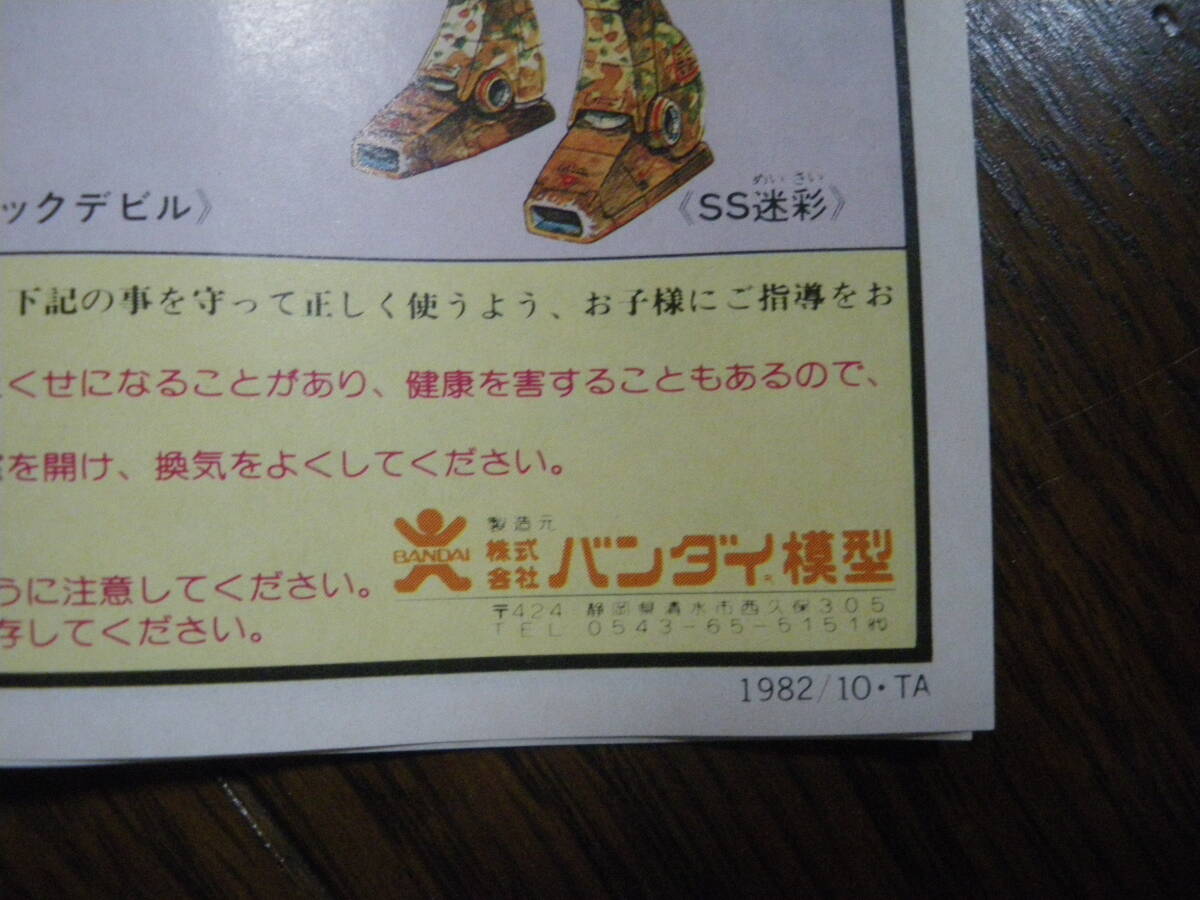 ックデビル》
めいさい
《SS迷彩》
下記の事を守って正しく使うよう、お子様にご指導をお
くせになることがあり、健康を害することもあるので、
を開け、換気をよくしてください。
うに注意してください。
存してください。
BANDAI
製造元
株式会社 バンダイ模型
〒424 静岡県清水市西久保305
TEL 0543-65-5151㈹
1982/10・TA